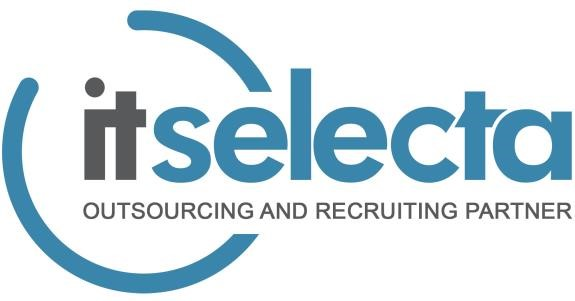 itselecta
OUTSOURCING AND RECRUITING PARTNER